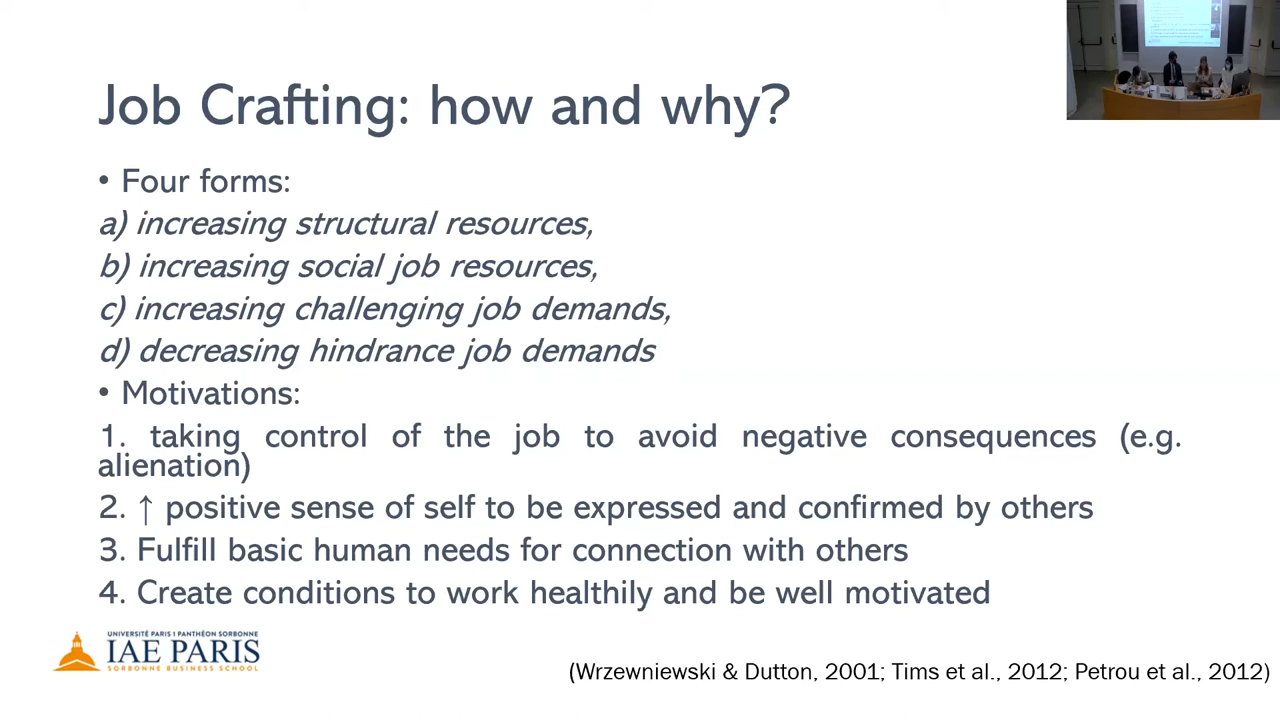 Job Crafting: how and why?
• Four forms:
a) increasing structural resources,
b) increasing social job resources,
c) increasing challenging job demands,
d) decreasing hindrance job demands
• Motivations:
1. taking control of the job to avoid negative consequences (e.g.
alienation)
2. ↑ positive sense of self to be expressed and confirmed by others
3. Fulfill basic human needs for connection with others
4. Create conditions to work healthily and be well motivated
UNIVERSITÉ PARIS 1 PANTHÉON SORBONNE
IAE PARIS
SORBONNE BUSINESS SCHOOL
(Wrzewniewski & Dutton, 2001; Tims et al., 2012; Petrou et al., 2012)